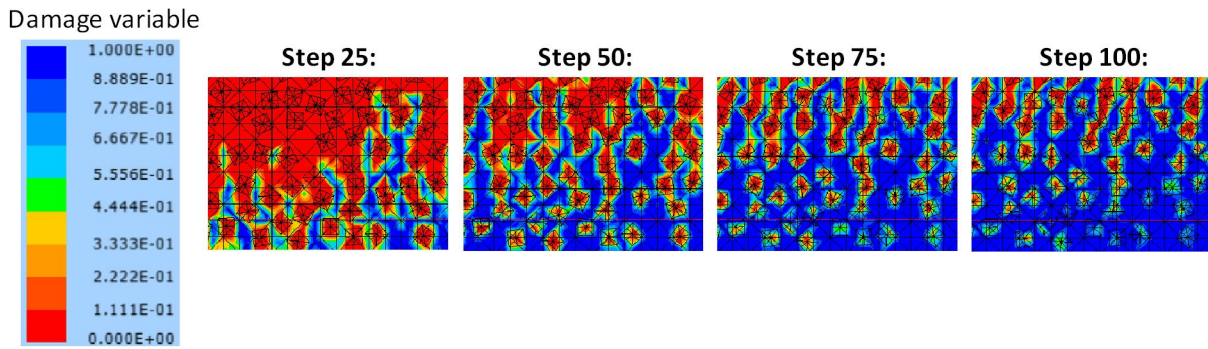 Damage variable
1.000E+00
8.889E-01
7.778E-01
6.667E-01
5.556E-01
4.444E-01
3.333E-01
2.222E-01
1.111E-01
0.000E+00
Step 25:
Step 50:
Step 75:
Step 100: